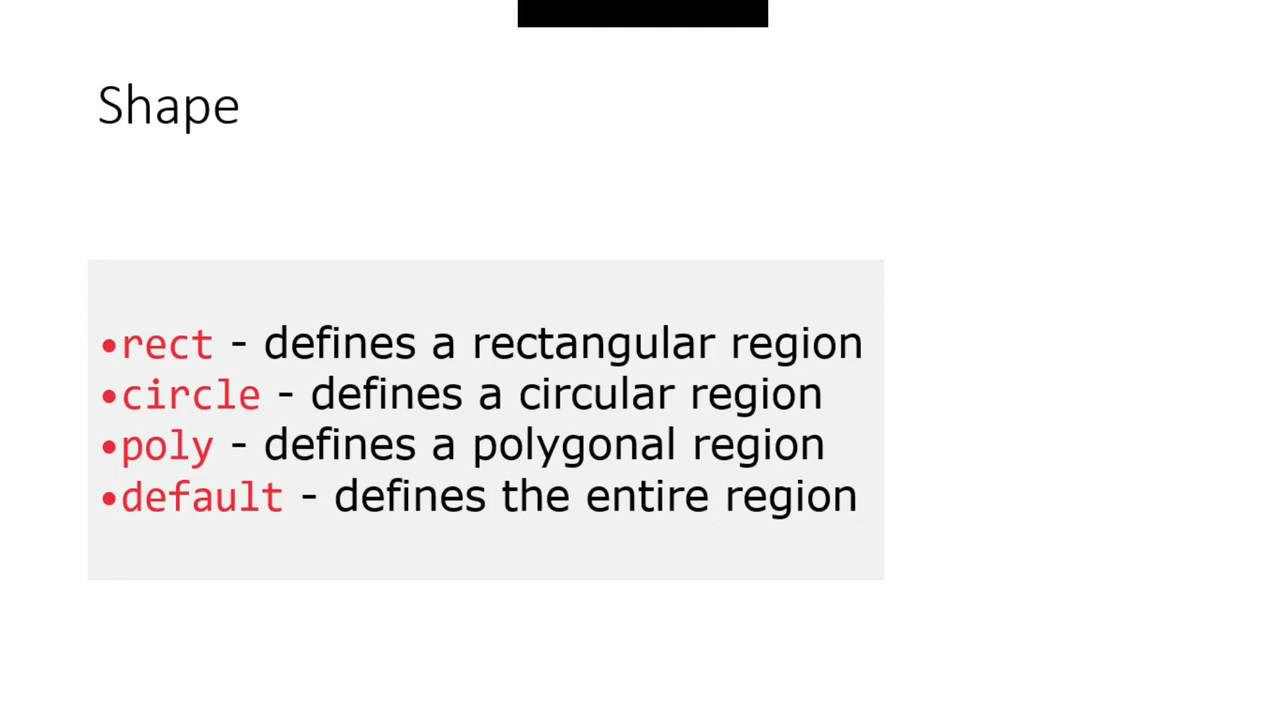 Shape
•rect - defines a rectangular region
•circle - defines a circular region
•poly - defines a polygonal region
•default - defines the entire region